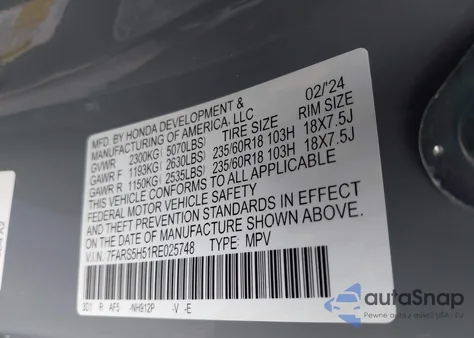 MFD. BY HONDA DEVELOPMENT & 02/'24
MANUFACTURING OF AMERICA, LLC
GVWR 2300KG( 5070LBS) TIRE SIZE RIM SIZE
GAWR F 1193KG( 2630LBS) 235/60R18 103H 18X7.5J
GAWR R 1150KG( 2535LBS) 235/60R18 103H 18X7.5J
THIS VEHICLE CONFORMS TO ALL APPLICABLE
FEDERAL MOTOR VEHICLE SAFETY
AND THEFT PREVENTION STANDARDS IN EFFECT
ON THE DATE OF MANUFACTURE SHOWN ABOVE.
V.I.N. 7FARS5H51RE025748 TYPE: MPV
R AF5 -NH912P -V -E
autoSnap